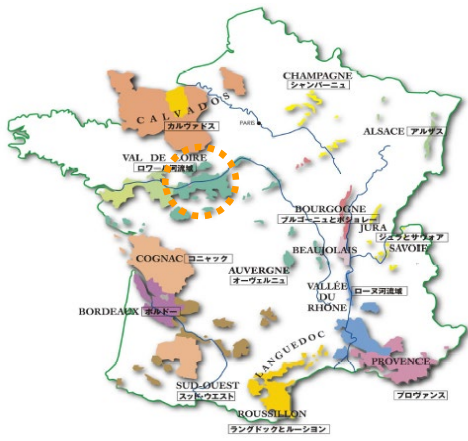 CHAMPAGNE
シャンパーニュ
CALVADOS
カルヴァドス
PARIS
ALSACE アルザス
VAL DE LOIRE
ロワール河流域
BOURGOGNE
ブルゴーニュとボジョレー
JURA
ジュラとサヴォア
SAVOIE
BEAUJOLAIS
COGNAC コニャック
AUVERGNE
オーヴェルニュ
VALLÉE
DU
RHÔNE
ローヌ河流域
BORDEAUX ボルドー
LANGUEDOC
PROVENCE
プロヴァンス
SUD-OUEST
スッド・ウエスト
ROUSSILLON
ラングドックとルーション